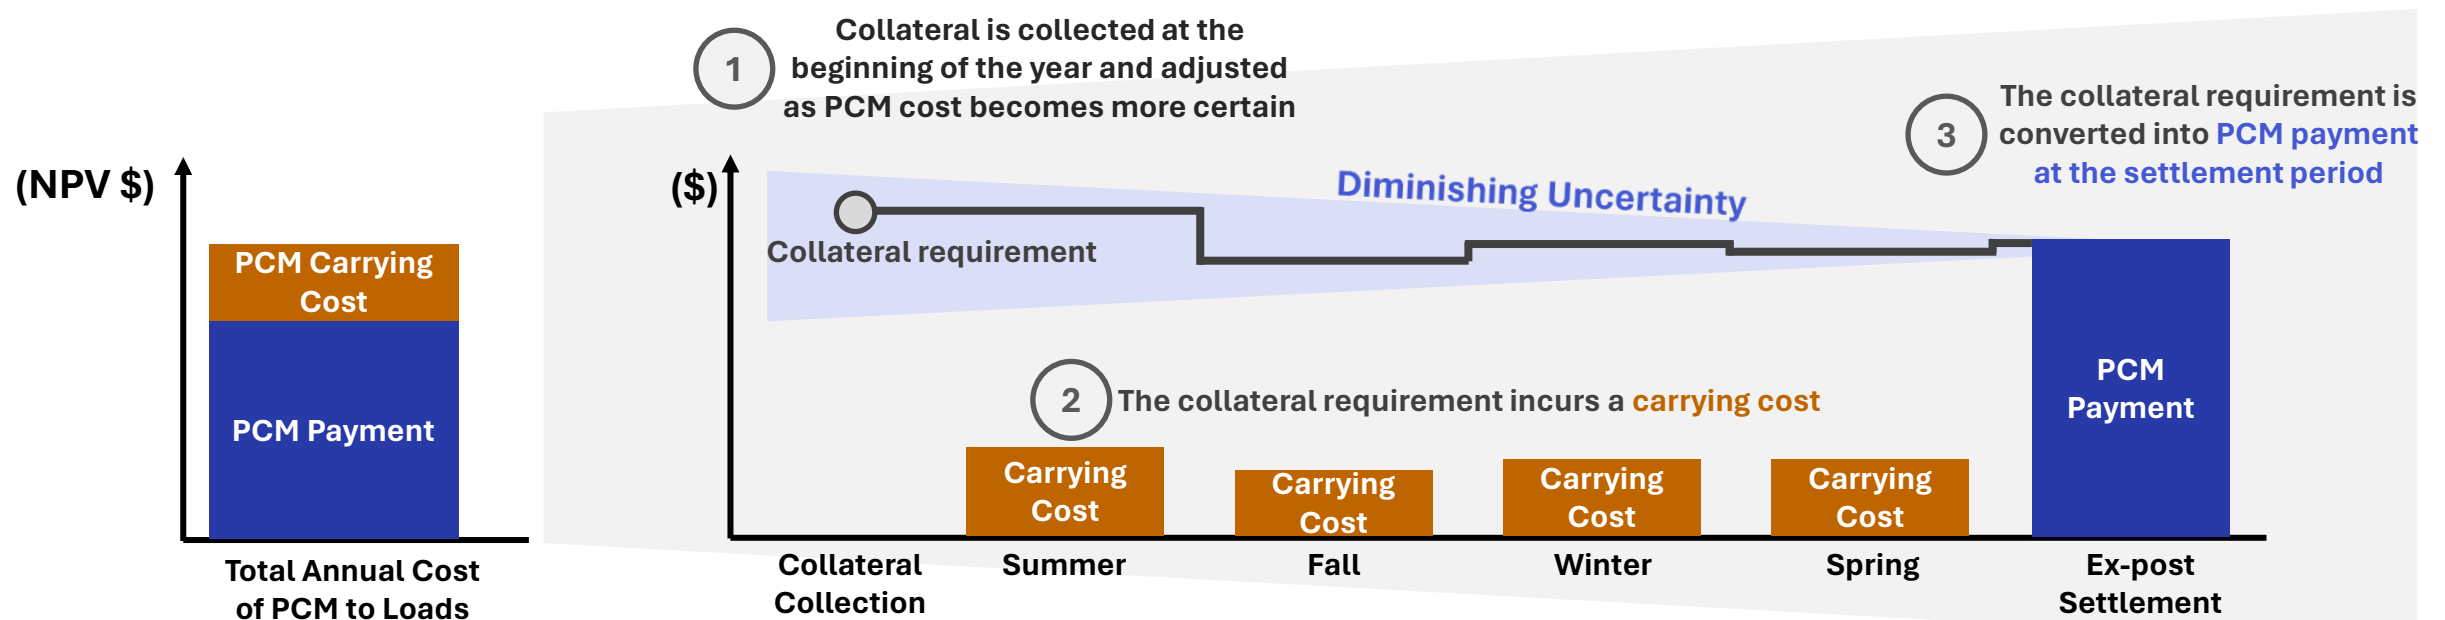 (NPV $)
PCM Carrying
Cost
PCM Payment
Total Annual Cost
of PCM to Loads
1
Collateral is collected at the
beginning of the year and adjusted
as PCM cost becomes more certain
($)
Collateral requirement
Diminishing Uncertainty
3
The collateral requirement is
converted into PCM payment
at the settlement period
2
The collateral requirement incurs a carrying cost
Carrying
Cost
Carrying
Cost
Carrying
Cost
Carrying
Cost
PCM
Payment
Collateral
Collection
Summer
Fall
Winter
Spring
Ex-post
Settlement